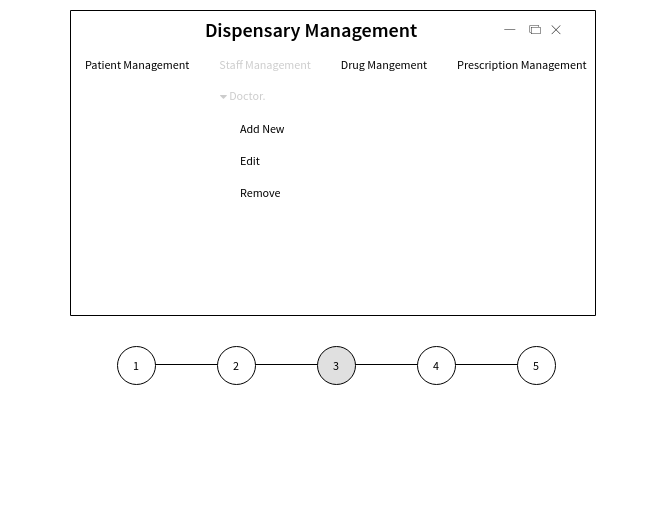 Dispensary Management
Patient Management Staff Management Drug Mangement Prescription Management
Doctor.
Add New
Edit
Remove
1 2 3 4 5